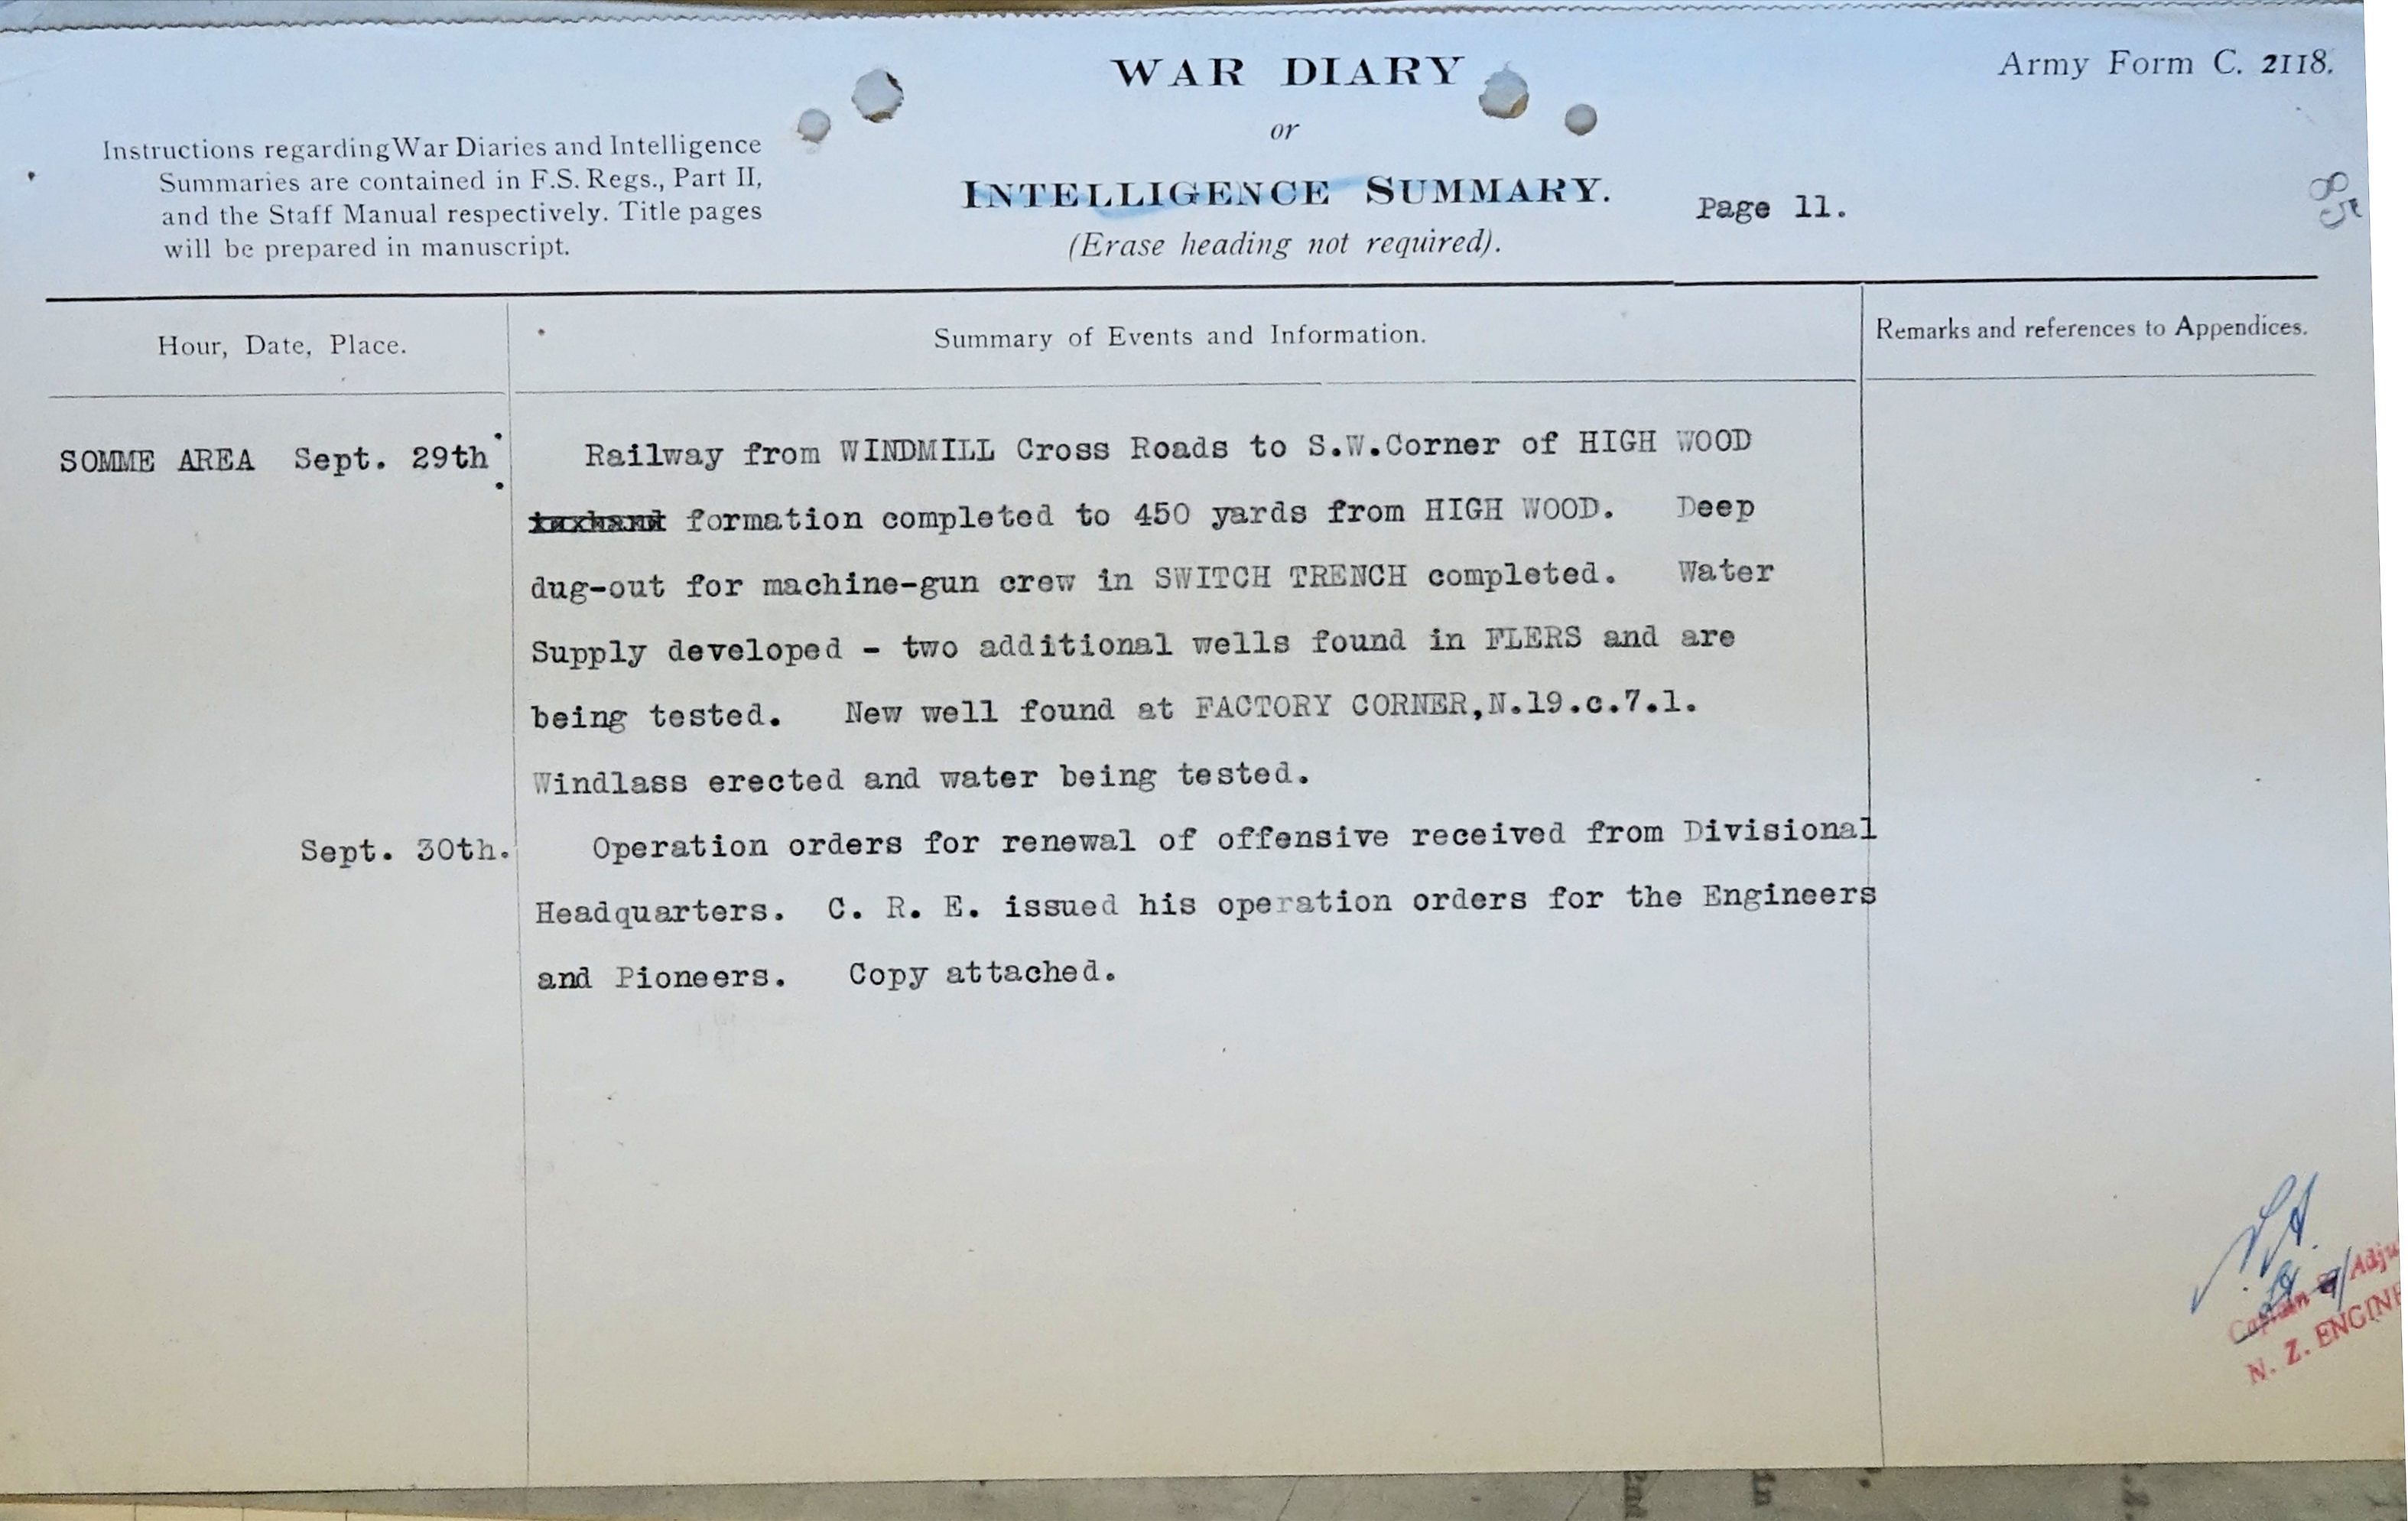 WAR DIARY
or
INTELLIGENCE SUMMARY.
(Erase heading not required).
Army Form C. 2118.
Instructions regarding War Diaries and Intelligence
Summaries are contained in F.S. Regs., Part II,
and the Staff Manual respectively. Title pages
will be prepared in manuscript.
Page 11.
85
Hour, Date, Place.
Summary of Events and Information.
Remarks and references to Appendices.
SOMME AREA Sept. 29th
Railway from WINDMILL Cross Roads to S.W.Corner of HIGH WOOD
formation completed to 450 yards from HIGH WOOD. Deep
dug-out for machine-gun crew in SWITCH TRENCH completed. Water
Supply developed - two additional wells found in FLERS and are
being tested. New well found at FACTORY CORNER,N.19.c.7.1.
Windlass erected and water being tested.
Sept. 30th.
Operation orders for renewal of offensive received from Divisional
Headquarters. C. R. E. issued his operation orders for the Engineers
and Pioneers. Copy attached.
Captain & Adju
N. Z. ENGINE
2nd
in